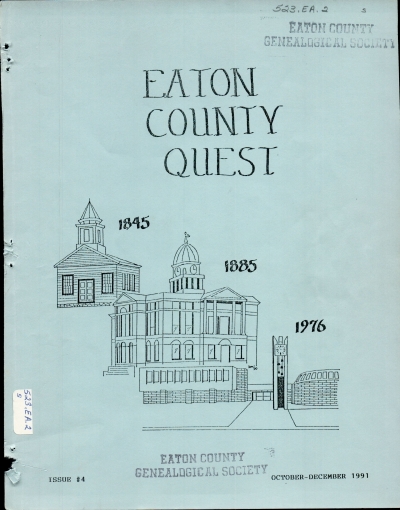 523.EA.2
s
EATON COUNTY
GENEALOGICAL SOCIETY
EATON
COUNTY
QUEST
1845
1885
1976
523.EA.2
s
EATON COUNTY
GENEALOGICAL SOCIETY
ISSUE #4
OCTOBER-DECEMBER 1991